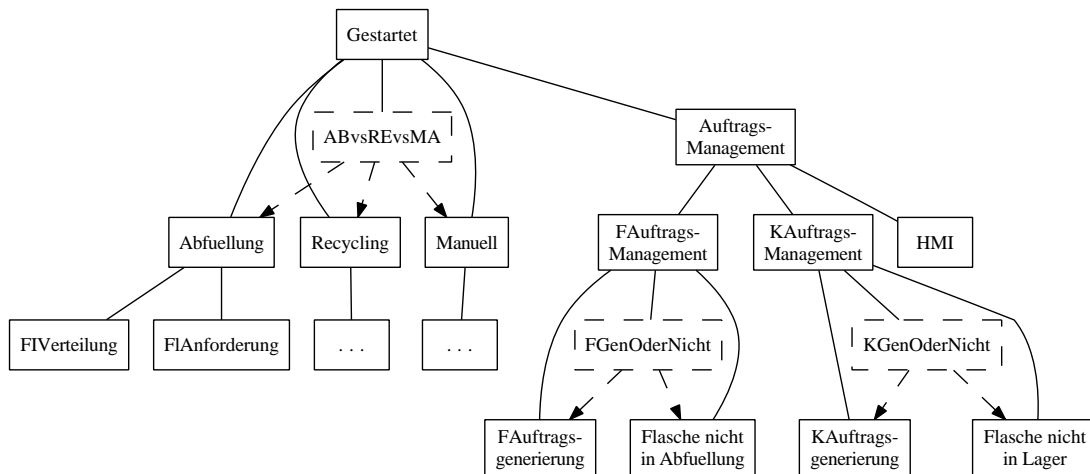 Gestartet
ABvsREvsMA
Auftrags-
Management
Abfuellung
Recycling
Manuell
FAuftrags-
Management
KAuftrags-
Management
HMI
FIVerteilung
FlAnforderung
. . .
. . .
FGenOderNicht
KGenOderNicht
FAuftrags-
generierung
Flasche nicht
in Abfuellung
KAuftrags-
generierung
Flasche nicht
in Lager